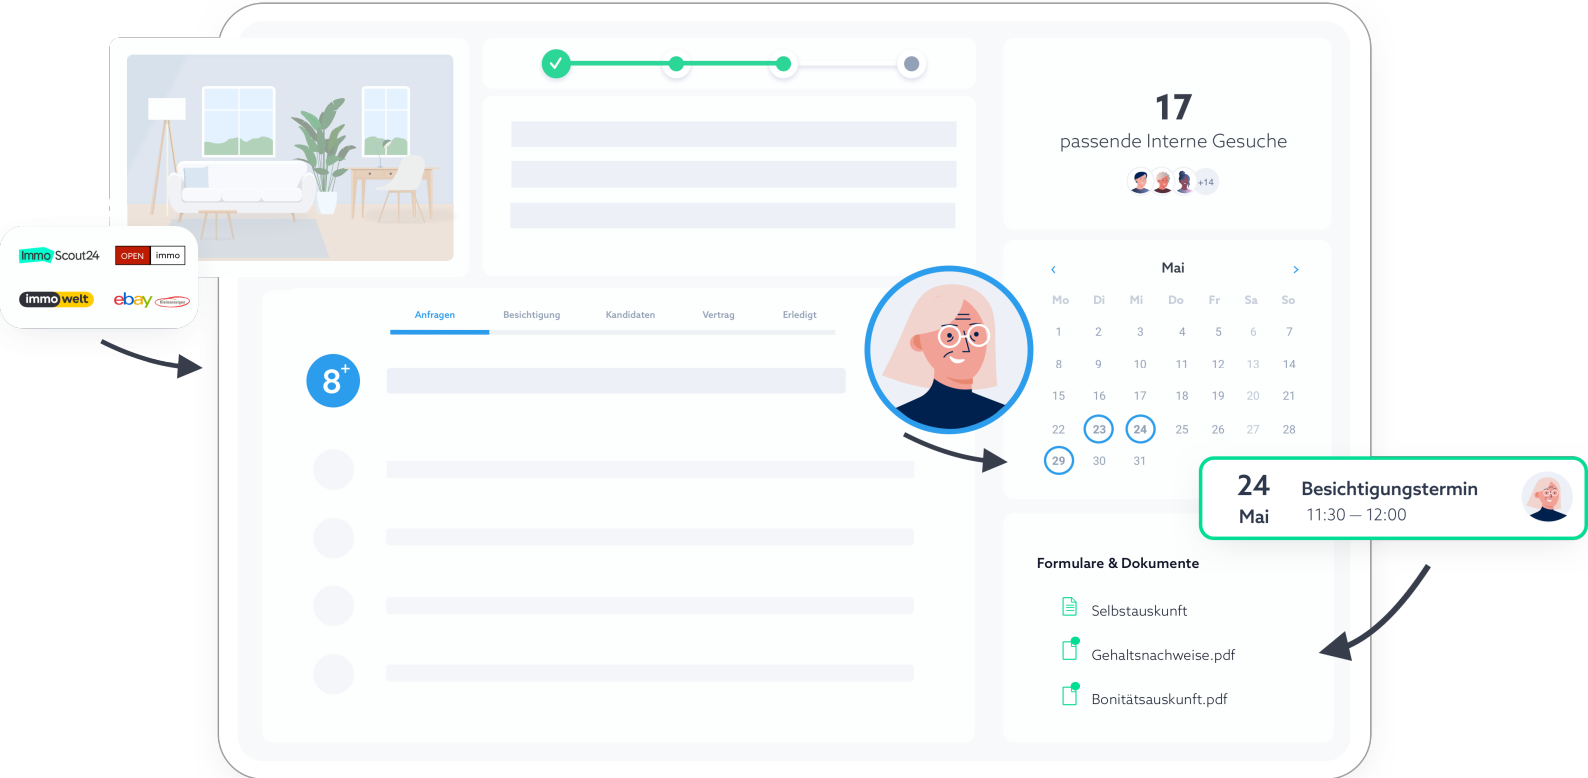 ImmoScout24
OPEN immo
immowelt
ebay Kleinanzeigen
17
passende Interne Gesuche
+14
Anfragen Besichtigung Kandidaten Vertrag Erledigt
8+
‹ Mai ›
Mo Di Mi Do Fr Sa So
1 2 3 4 5 6 7
8 9 10 11 12 13 14
15 16 17 18 19 20 21
22 23 24 25 26 27 28
29 30 31
24 Besichtigungstermin
Mai 11:30 — 12:00
Formulare & Dokumente
Selbstauskunft
Gehaltsnachweise.pdf
Bonitätsauskunft.pdf